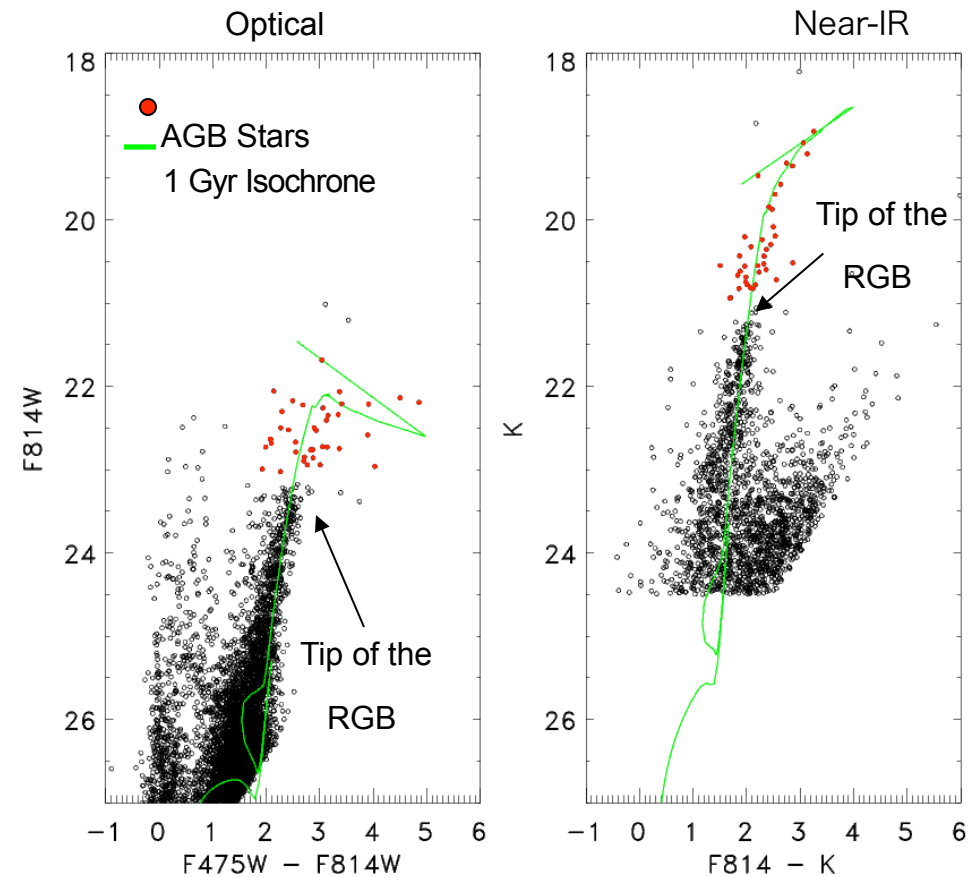 Optical
18
20
22
24
26
F814W
AGB Stars
1 Gyr Isochrone
Tip of the
RGB
−1 0 1 2 3 4 5 6
F475W − F814W
Near-IR
18
20
22
24
26
K
Tip of the
RGB
−1 0 1 2 3 4 5 6
F814 − K